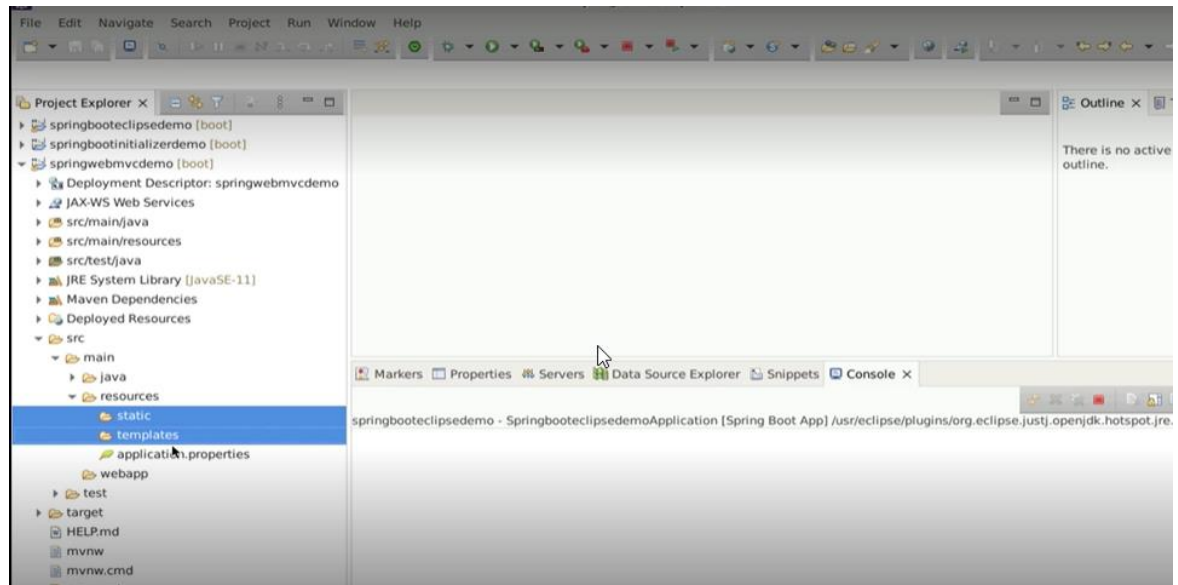 File Edit Navigate Search Project Run Window Help
Project Explorer
springbooteclipsedemo [boot]
springbootinitializerdemo [boot]
springwebmvcdemo [boot]
Deployment Descriptor: springwebmvcdemo
JAX-WS Web Services
src/main/java
src/main/resources
src/test/java
JRE System Library [JavaSE-11]
Maven Dependencies
Deployed Resources
src
main
java
resources
static
templates
application.properties
webapp
test
target
HELP.md
mvnw
mvnw.cmd
Outline
There is no active
outline.
Markers Properties Servers Data Source Explorer Snippets Console
springbooteclipsedemo - SpringbooteclipsedemoApplication [Spring Boot App] /usr/eclipse/plugins/org.eclipse.justj.openjdk.hotspot.jre.